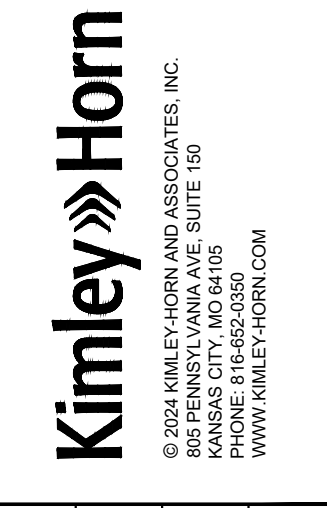 Kimley»Horn
© 2024 KIMLEY-HORN AND ASSOCIATES, INC.
805 PENNSYLVANIA AVE, SUITE 150
KANSAS CITY, MO 64105
PHONE: 816-652-0350
WWW.KIMLEY-HORN.COM